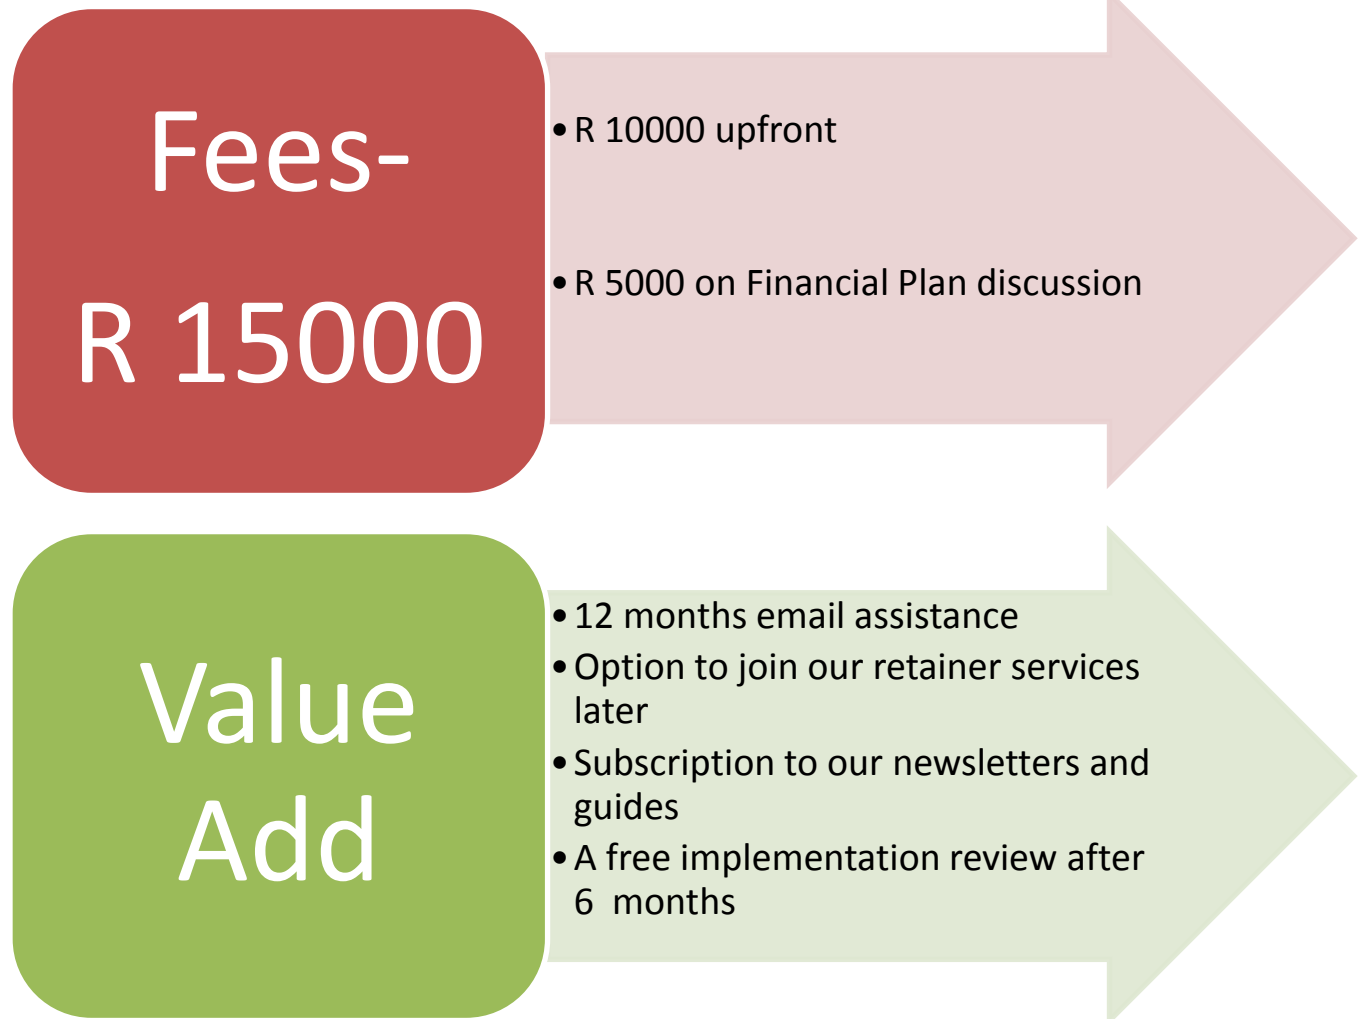 Fees-
R 15000
•R 10000 upfront
•R 5000 on Financial Plan discussion
Value
Add
•12 months email assistance
•Option to join our retainer services
later
•Subscription to our newsletters and
guides
•A free implementation review after
6  months